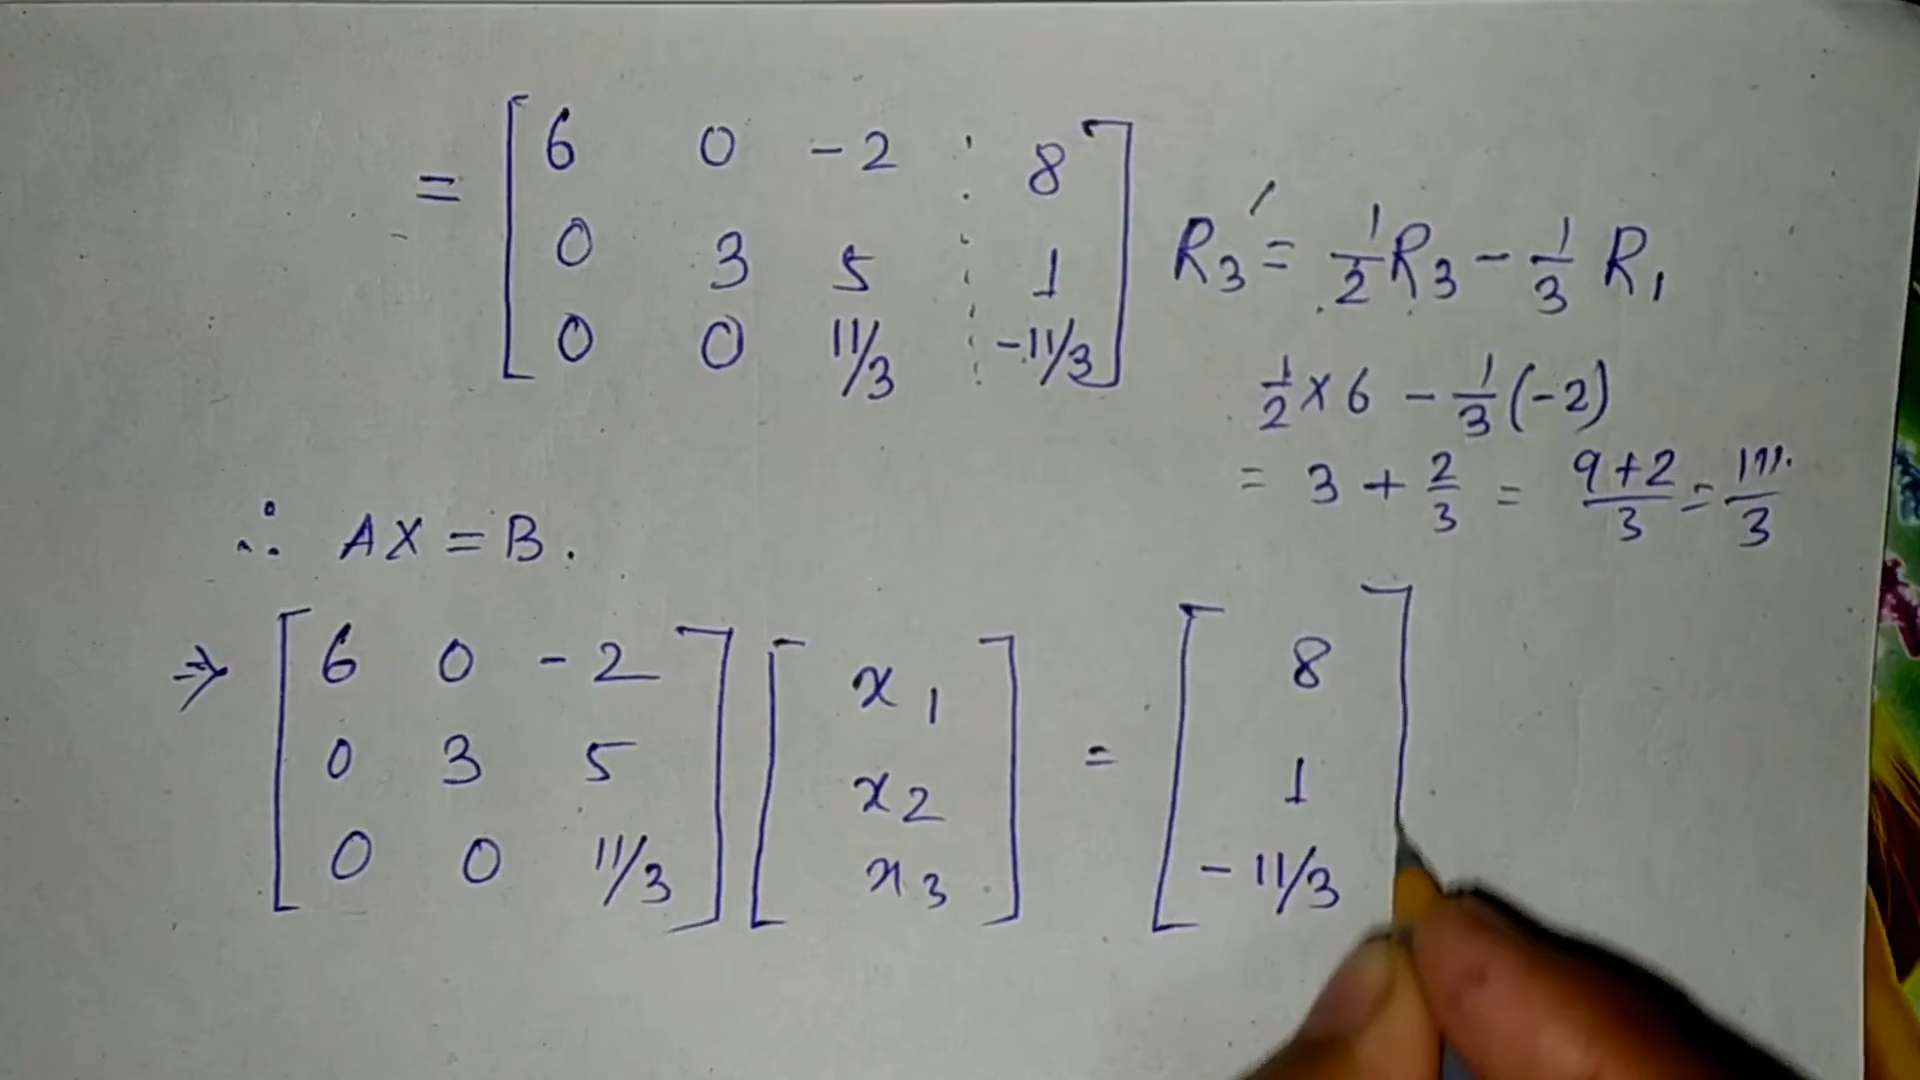 = [ 6 0 -2 : 8
0 3 5 : 1
0 0 11/3 : -11/3 ]
R₃′ = 1/2 R₃ - 1/3 R₁
1/2 × 6 - 1/3 (-2)
= 3 + 2/3 = 9+2/3 = 11/3
∴ AX = B.
⇒ [ 6 0 -2 ] [ x₁ ] = [ 8 ]
[ 0 3 5 ] [ x₂ ] [ 1 ]
[ 0 0 11/3 ] [ x₃ ] [ -11/3 ]